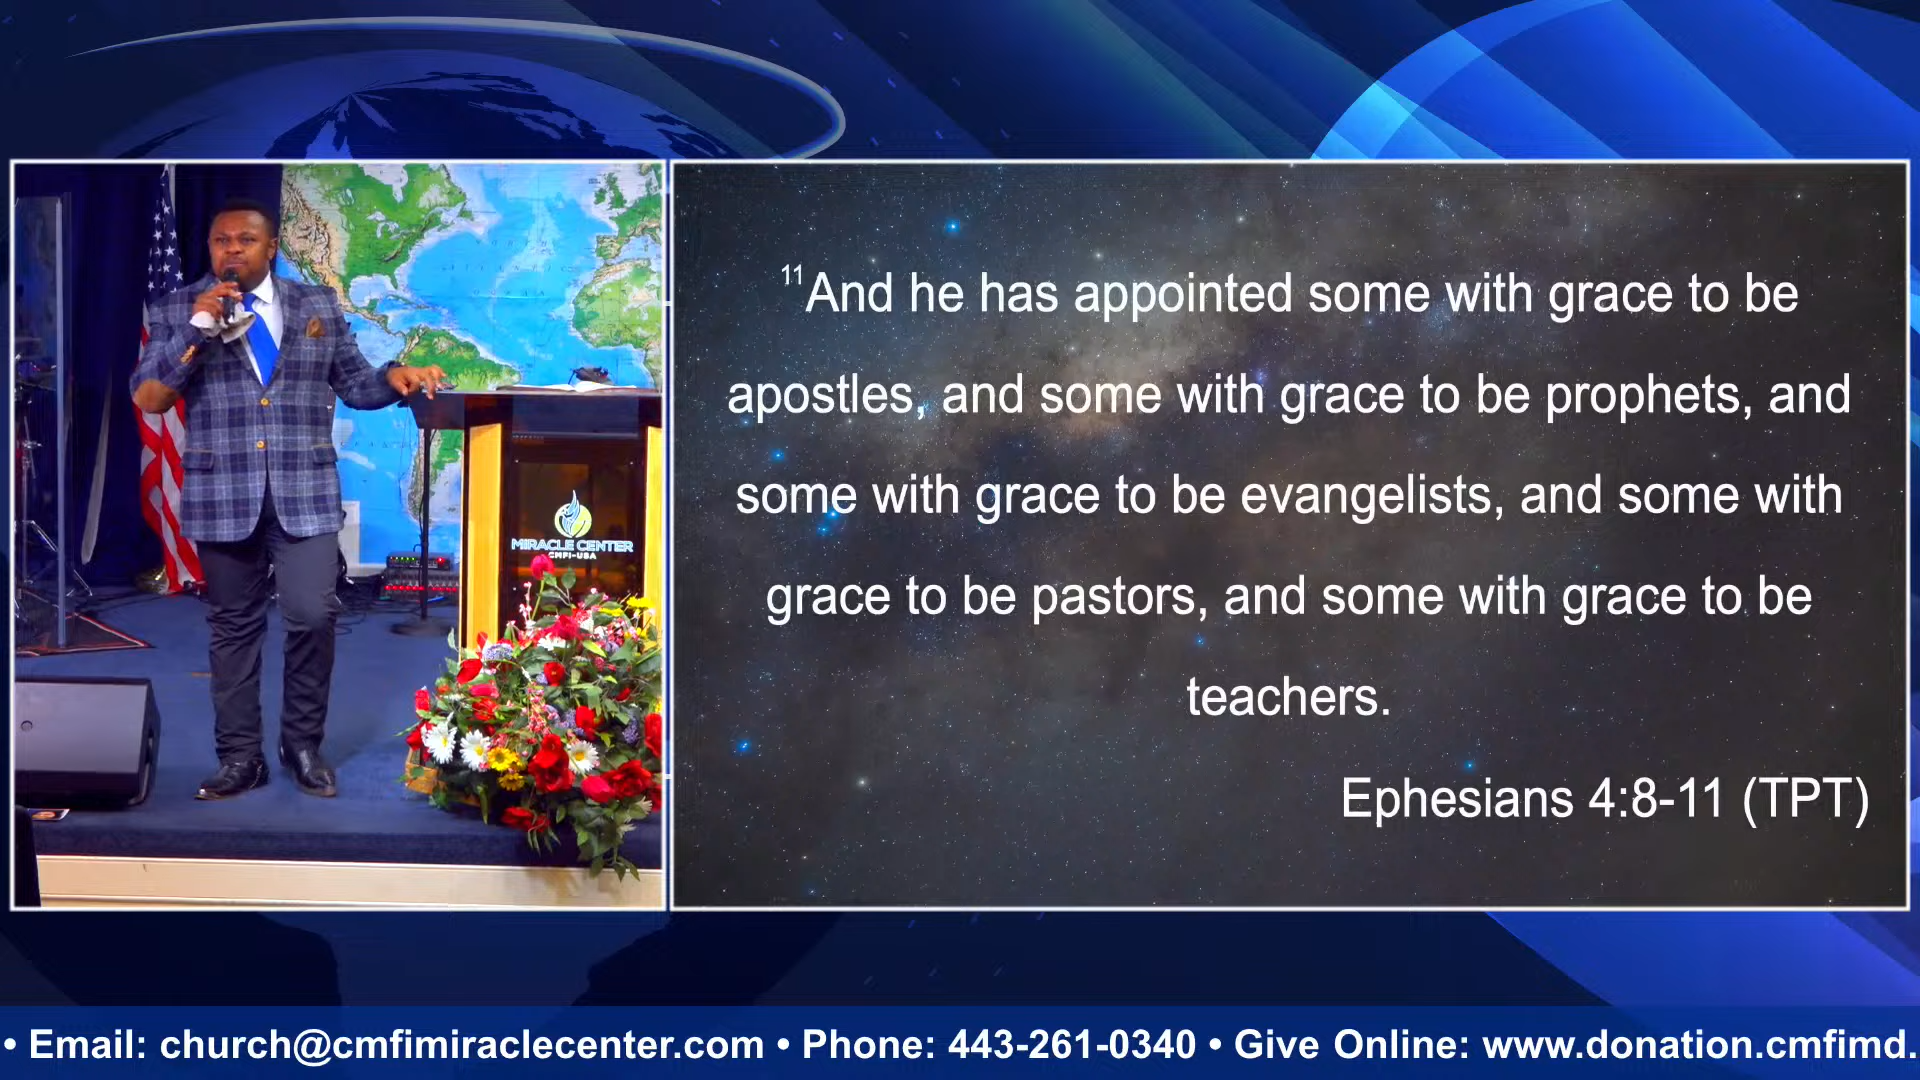 ¹¹And he has appointed some with grace to be
apostles, and some with grace to be prophets, and
some with grace to be evangelists, and some with
grace to be pastors, and some with grace to be
teachers.
Ephesians 4:8-11 (TPT)
MIRACLE CENTER
CMFI-USA
• Email: church@cmfimiraclecenter.com • Phone: 443-261-0340 • Give Online: www.donation.cmfimd.